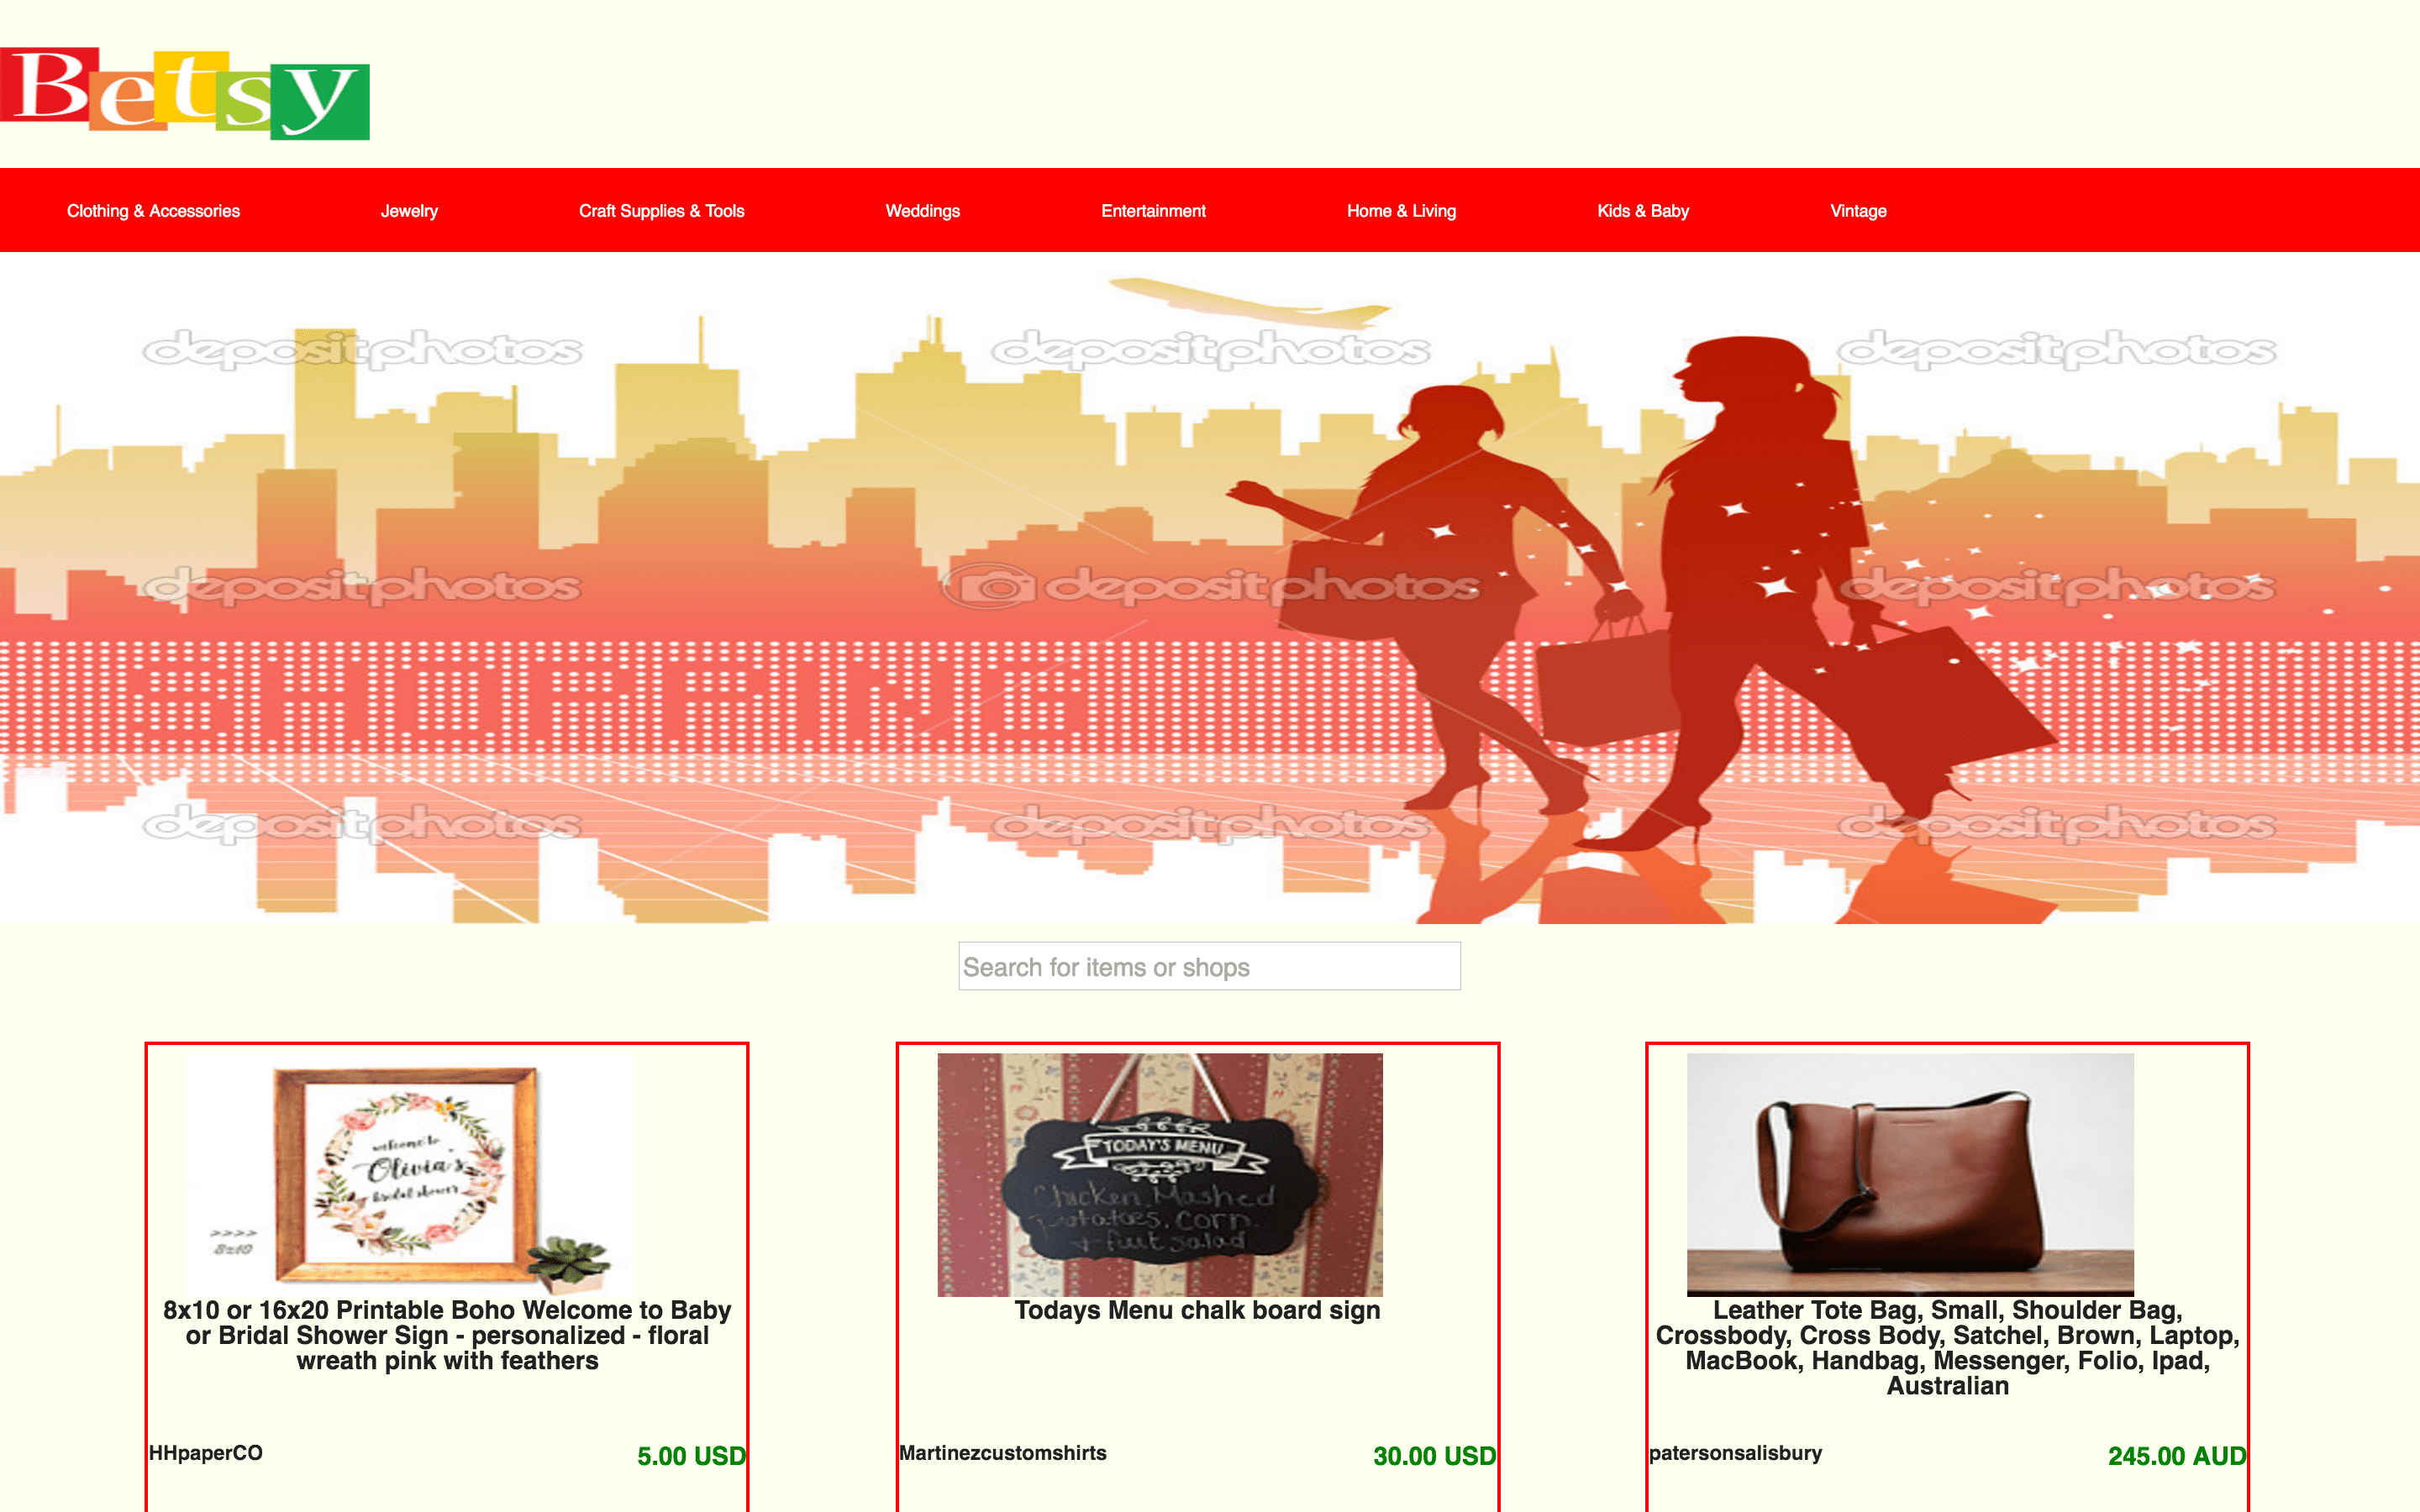 Betsy
Clothing & Accessories Jewelry Craft Supplies & Tools Weddings Entertainment Home & Living Kids & Baby Vintage
depositphotos depositphotos depositphotos
depositphotos depositphotos depositphotos
SHOPPING
depositphotos depositphotos depositphotos
Search for items or shops
welcome to
Olivia's
bridal shower
>>>>
8x10
TODAY'S MENU
Chicken, Mashed
Potatoes, Corn
+ fruit salad
8x10 or 16x20 Printable Boho Welcome to Baby
or Bridal Shower Sign - personalized - floral
wreath pink with feathers
Todays Menu chalk board sign
Leather Tote Bag, Small, Shoulder Bag,
Crossbody, Cross Body, Satchel, Brown, Laptop,
MacBook, Handbag, Messenger, Folio, Ipad,
Australian
HHpaperCO 5.00 USD
Martinezcustomshirts 30.00 USD
patersonsalisbury 245.00 AUD